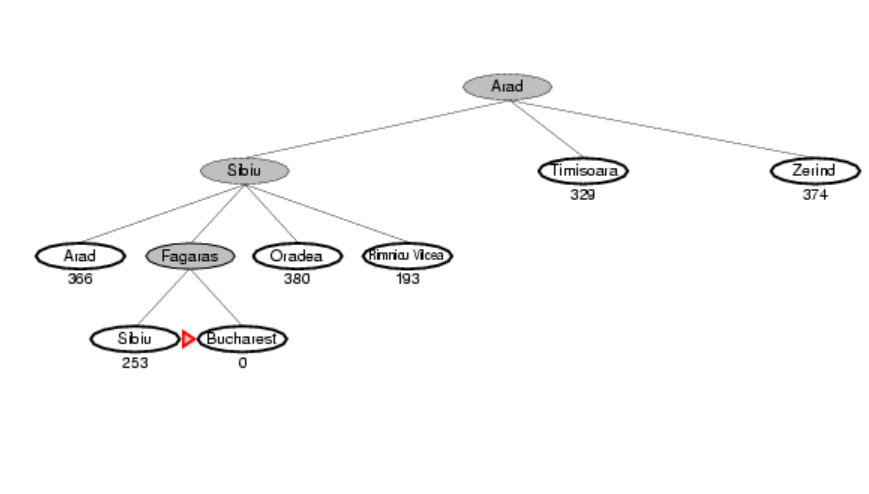 Arad
Sibiu
Timisoara
Zerind
329
374
Arad
Fagaras
Oradea
Rimnicu Vilcea
366
380
193
Sibiu
Bucharest
253
0